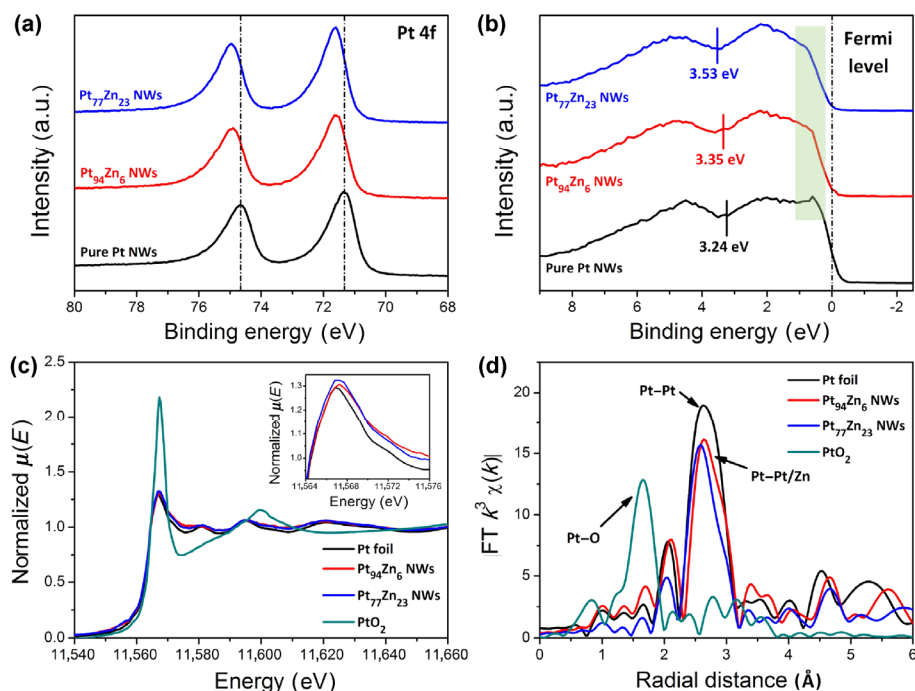 (a)
Pt 4f
Pt₇₇Zn₂₃ NWs
Pt₉₄Zn₆ NWs
Pure Pt NWs
Intensity (a.u.)
80 78 76 74 72 70 68
Binding energy (eV)
(b)
Fermi
level
Pt₇₇Zn₂₃ NWs
3.53 eV
Pt₉₄Zn₆ NWs
3.35 eV
Pure Pt NWs
3.24 eV
Intensity (a.u.)
9 8 6 4 2 0 -2
Binding energy (eV)
(c)
2.5
2.0
1.5
1.0
0.5
0.0
Normalized μ(E)
1.3
1.2
1.1
1.0
0.9
Normalized μ(E)
11,564 11,568 11,572 11,576
Energy (eV)
Pt foil
Pt₉₄Zn₆ NWs
Pt₇₇Zn₂₃ NWs
PtO₂
11,540 11,560 11,580 11,600 11,620 11,640 11,660
Energy (eV)
(d)
20
15
10
5
0
|FT k³ χ(k)|
Pt foil
Pt₉₄Zn₆ NWs
Pt₇₇Zn₂₃ NWs
PtO₂
Pt–Pt
Pt–Pt/Zn
Pt–O
0 1 2 3 4 5 6
Radial distance (Å)